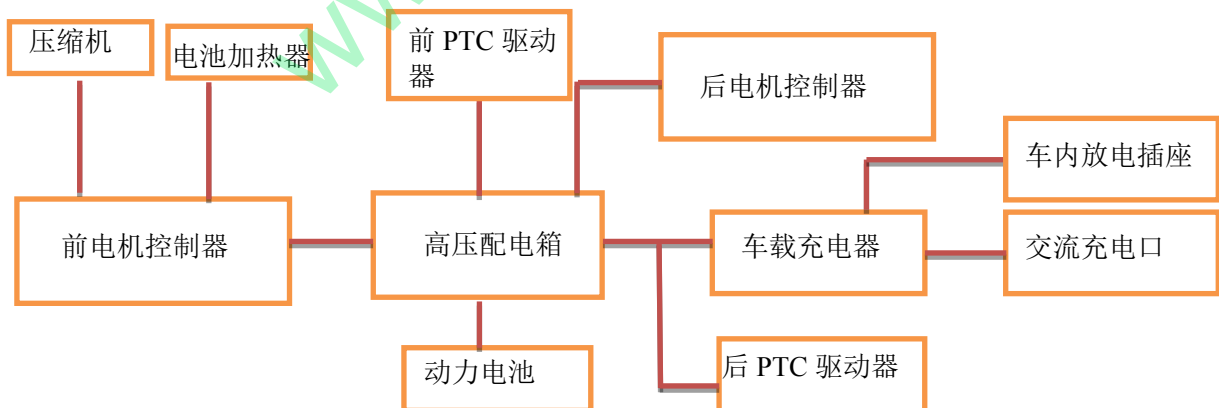 压缩机
电池加热器
前 PTC 驱动
器
后电机控制器
车内放电插座
前电机控制器
高压配电箱
车载充电器
交流充电口
动力电池
后 PTC 驱动器